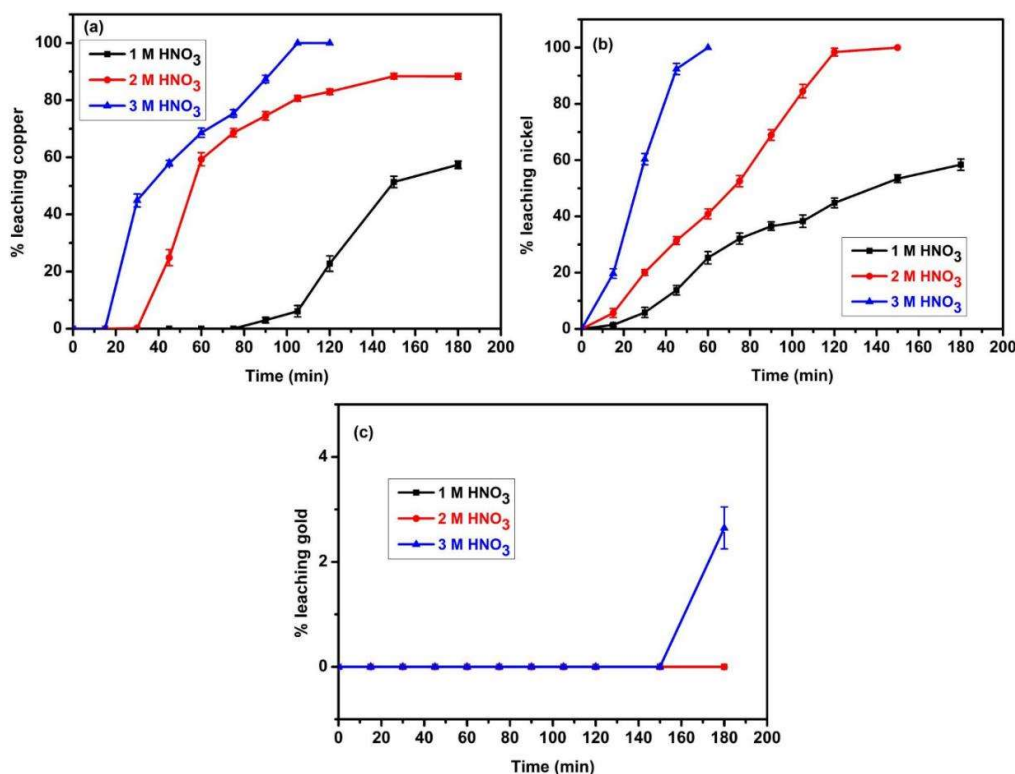 (a)
1 M HNO3
2 M HNO3
3 M HNO3
% leaching copper
100
80
60
40
20
0
0 20 40 60 80 100 120 140 160 180 200
Time (min)
(b)
1 M HNO3
2 M HNO3
3 M HNO3
% leaching nickel
100
80
60
40
20
0
0 20 40 60 80 100 120 140 160 180 200
Time (min)
(c)
1 M HNO3
2 M HNO3
3 M HNO3
% leaching gold
4
2
0
0 20 40 60 80 100 120 140 160 180 200
Time (min)